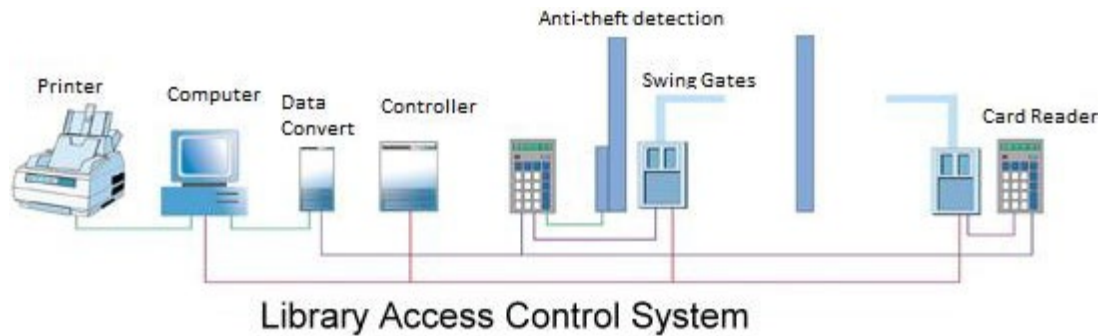 Anti-theft detection
Printer
Computer
Data
Convert
Controller
Swing Gates
Card Reader
Library Access Control System